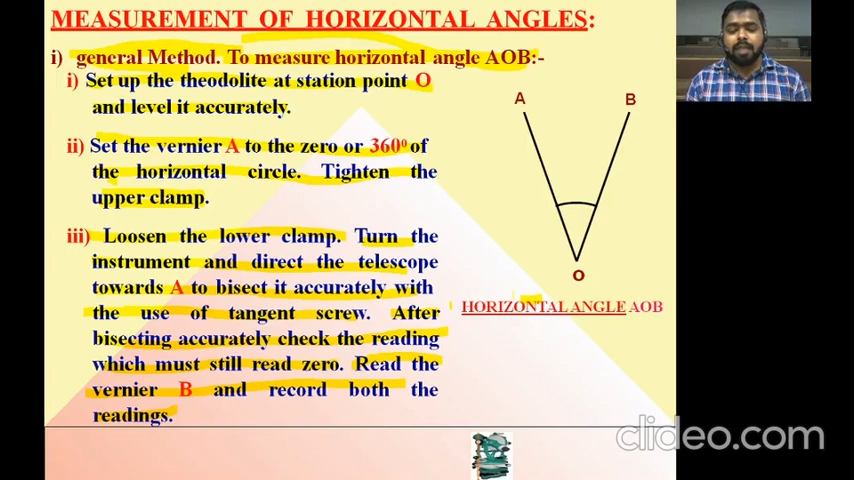 MEASUREMENT OF HORIZONTAL ANGLES:
i) general Method. To measure horizontal angle AOB:-
i) Set up the theodolite at station point O
and level it accurately.
ii) Set the vernier A to the zero or 360⁰ of
the horizontal circle. Tighten the
upper clamp.
iii) Loosen the lower clamp. Turn the
instrument and direct the telescope
towards A to bisect it accurately with
the use of tangent screw. After
bisecting accurately check the reading
which must still read zero. Read the
vernier B and record both the
readings.
A B
O
HORIZONTAL ANGLE AOB
clideo.com